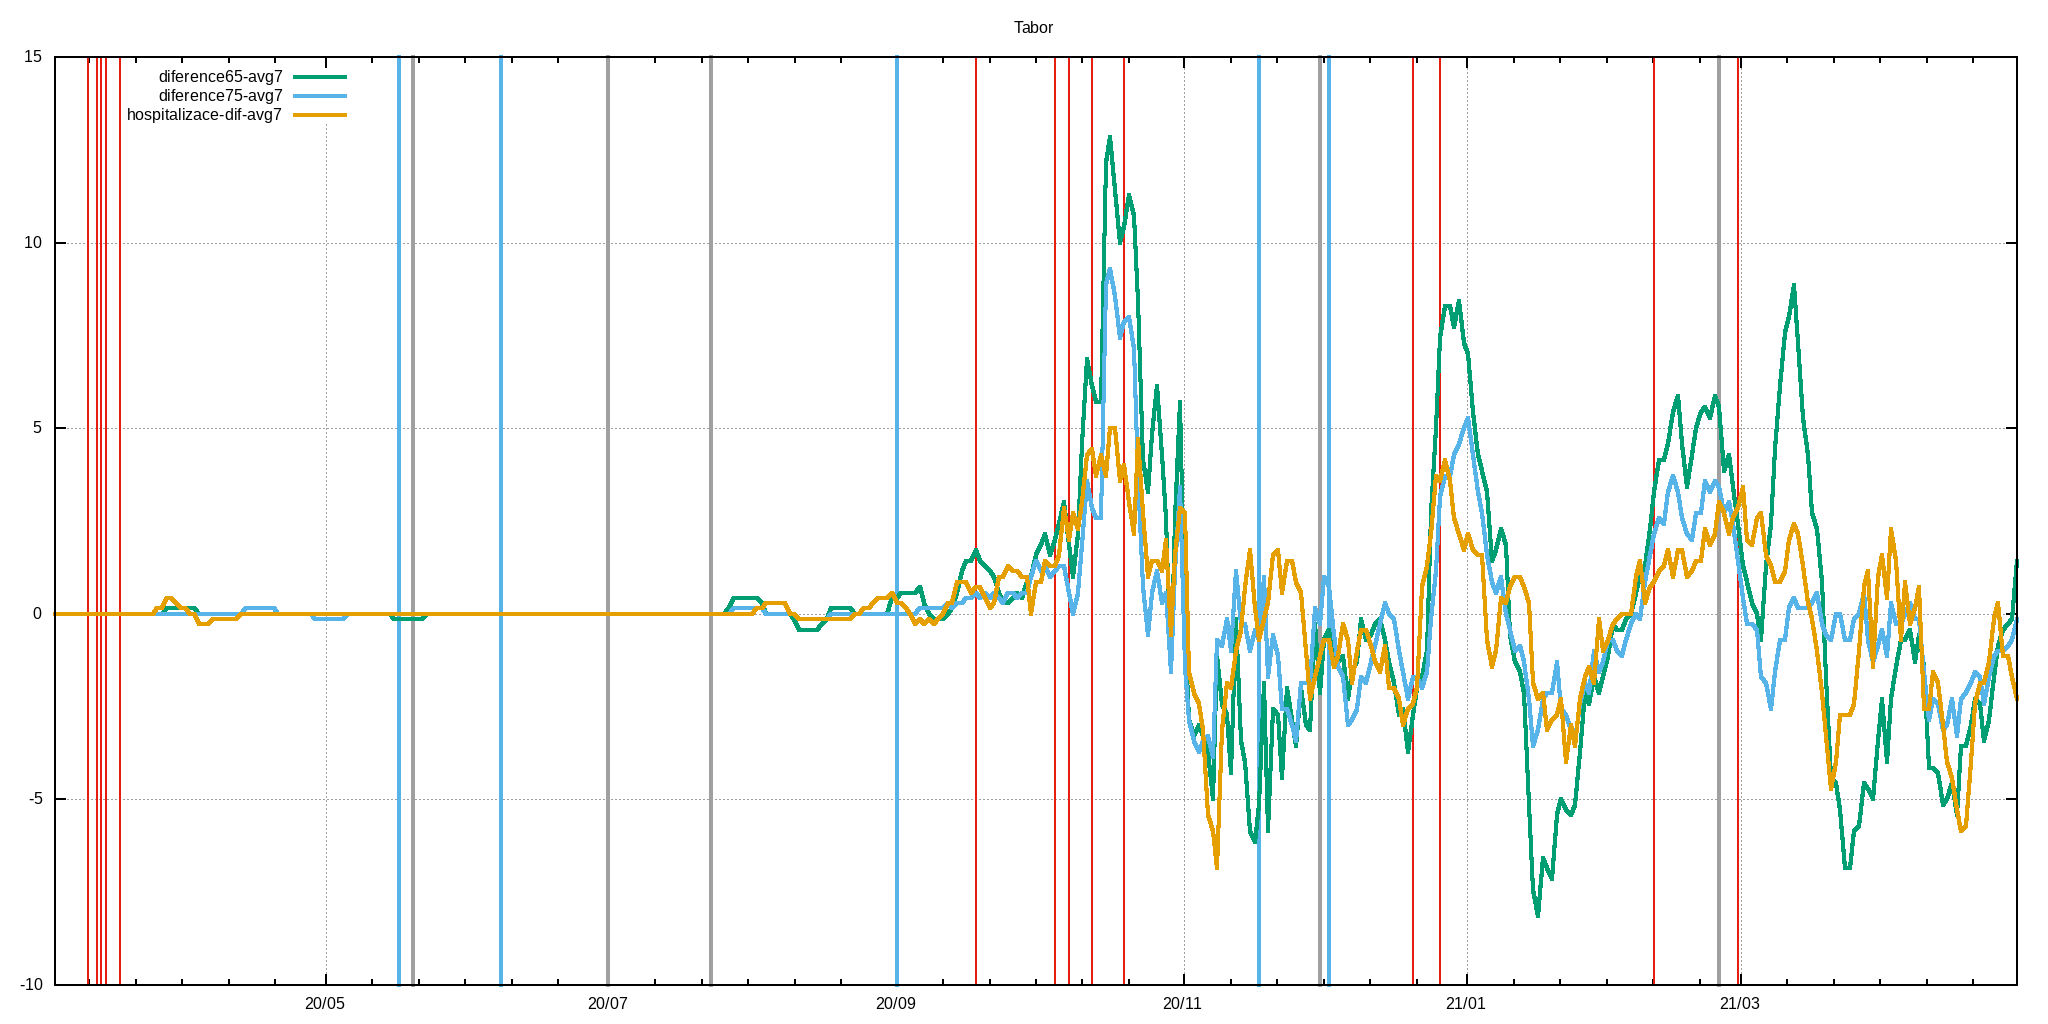 Tabor
15
diference65-avg7
diference75-avg7
hospitalizace-dif-avg7
10
5
0
-5
-10
20/05 20/07 20/09 20/11 21/01 21/03